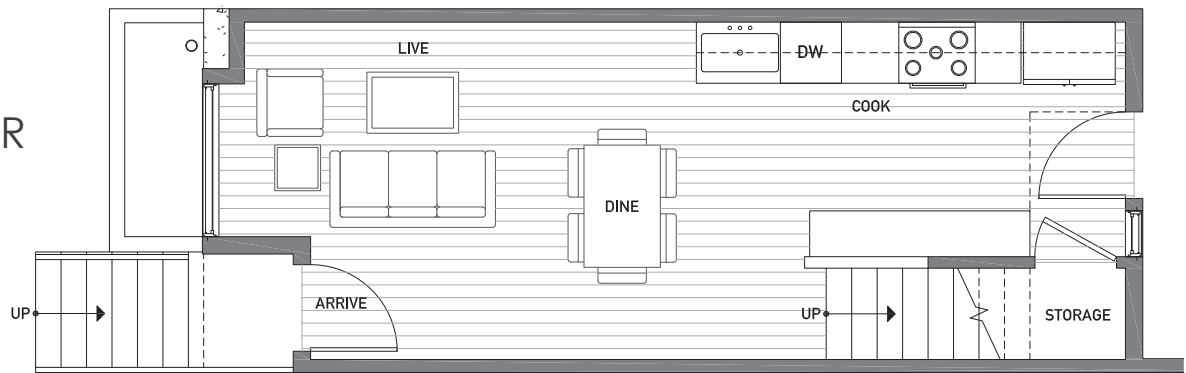 LIVE
DW
COOK
R
DINE
ARRIVE
UP
UP
STORAGE